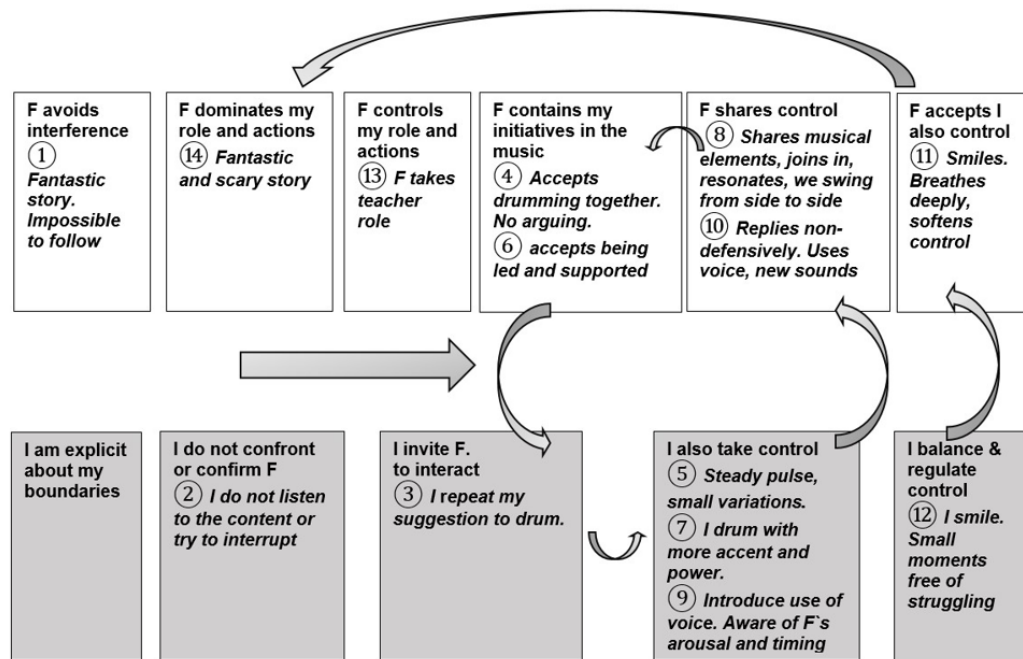 F avoids
interference
①
Fantastic
story.
Impossible
to follow
F dominates my
role and actions
⑭ Fantastic
and scary story
F controls
my role and
actions
⑬ F takes
teacher
role
F contains my
initiatives in the
music
④ Accepts
drumming together.
No arguing.
⑥ accepts being
led and supported
F shares control
⑧ Shares musical
elements, joins in,
resonates, we swing
from side to side
⑩ Replies non-
defensively. Uses
voice, new sounds
F accepts I
also control
⑪ Smiles.
Breathes
deeply,
softens
control
I am explicit
about my
boundaries
I do not confront
or confirm F
② I do not listen
to the content or
try to interrupt
I invite F.
to interact
③ I repeat my
suggestion to drum.
I also take control
⑤ Steady pulse,
small variations.
⑦ I drum with
more accent and
power.
⑨ Introduce use of
voice. Aware of F`s
arousal and timing
I balance &
regulate
control
⑫ I smile.
Small
moments
free of
struggling